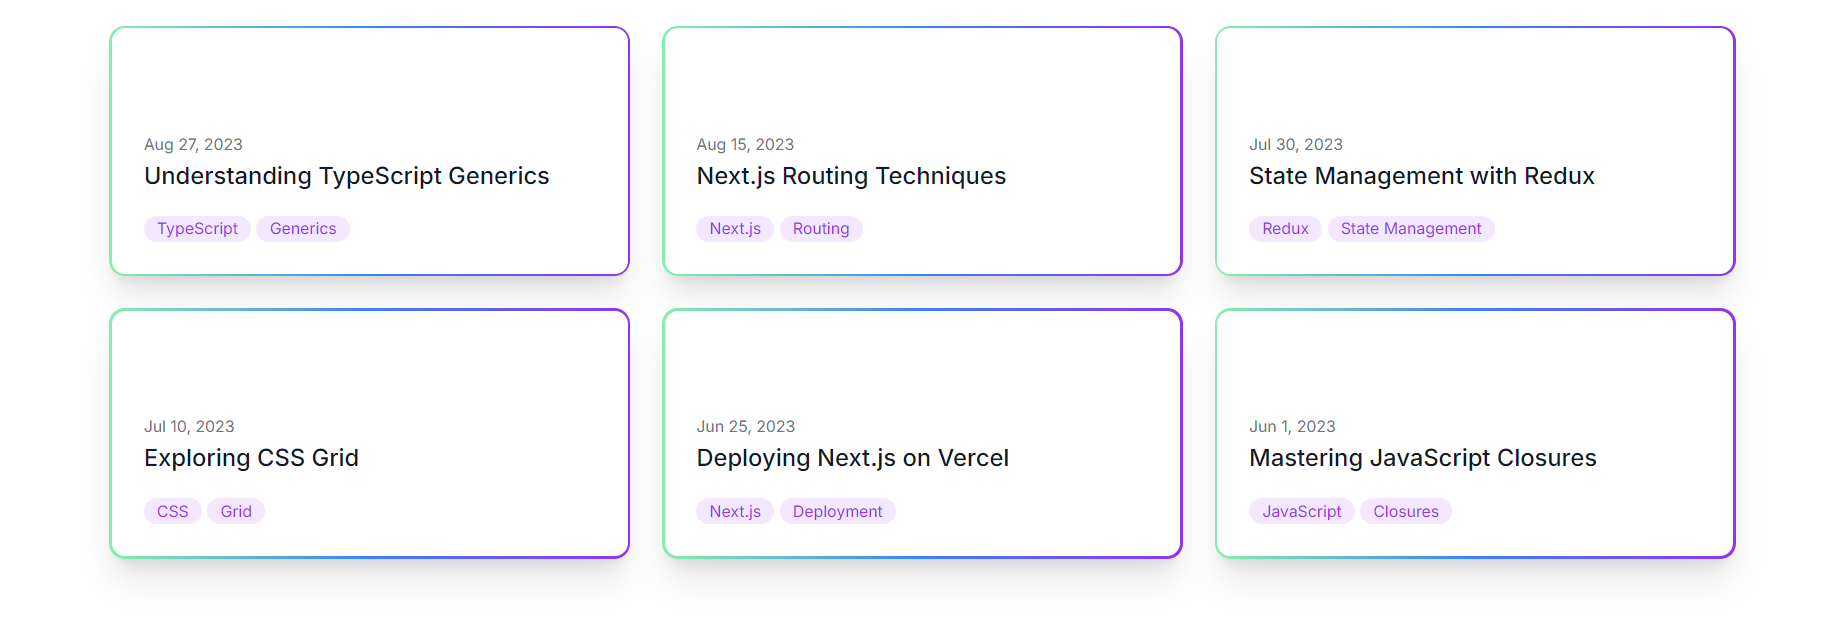 Aug 27, 2023
Understanding TypeScript Generics
TypeScript Generics
Aug 15, 2023
Next.js Routing Techniques
Next.js Routing
Jul 30, 2023
State Management with Redux
Redux State Management
Jul 10, 2023
Exploring CSS Grid
CSS Grid
Jun 25, 2023
Deploying Next.js on Vercel
Next.js Deployment
Jun 1, 2023
Mastering JavaScript Closures
JavaScript Closures